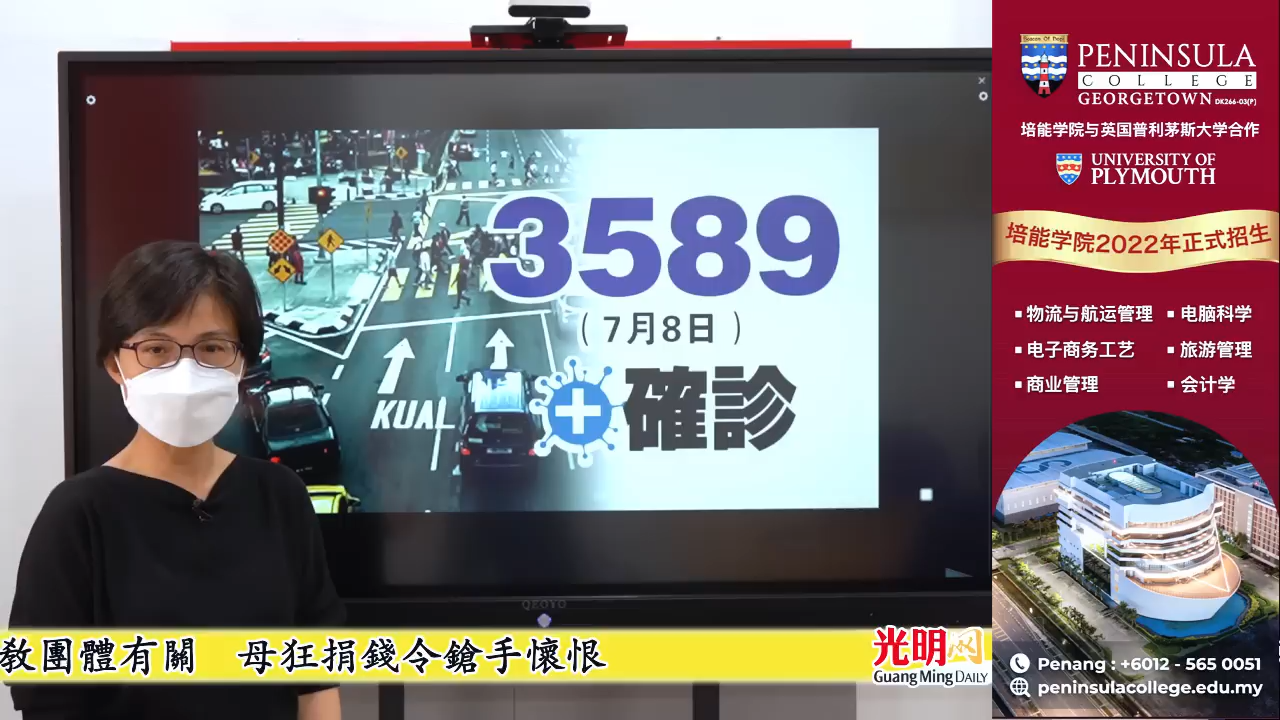 3589
(7月8日)
確診
KUAL
QEOYO
教團體有關 母狂捐錢令鎗手懷恨
光明网
Guang Ming DAILY
Beacon Of Hope
PENINSULA
COLLEGE
GEORGETOWN DK266-03(P)
培能学院与英国普利茅斯大学合作
UNIVERSITY OF
PLYMOUTH
培能学院2022年正式招生
▪ 物流与航运管理 ▪ 电脑科学
▪ 电子商务工艺 ▪ 旅游管理
▪ 商业管理 ▪ 会计学
Penang : +6012 - 565 0051
peninsulacollege.edu.my